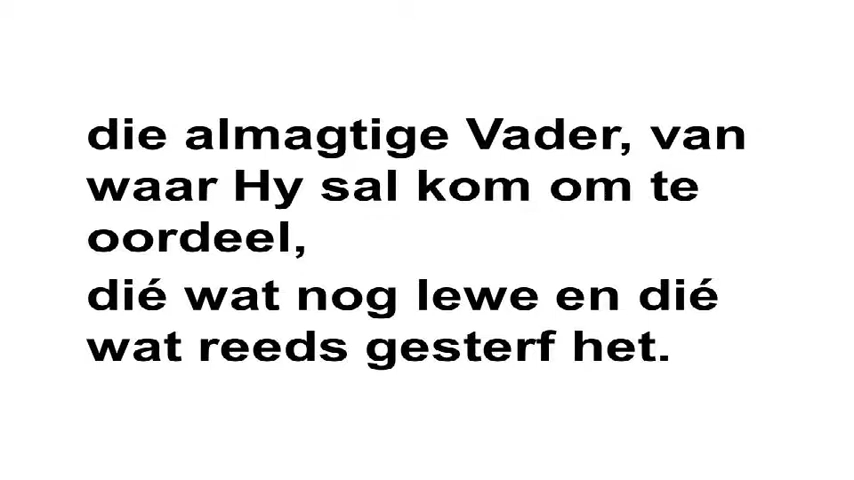 die almagtige Vader, van
waar Hy sal kom om te
oordeel,
dié wat nog lewe en dié
wat reeds gesterf het.